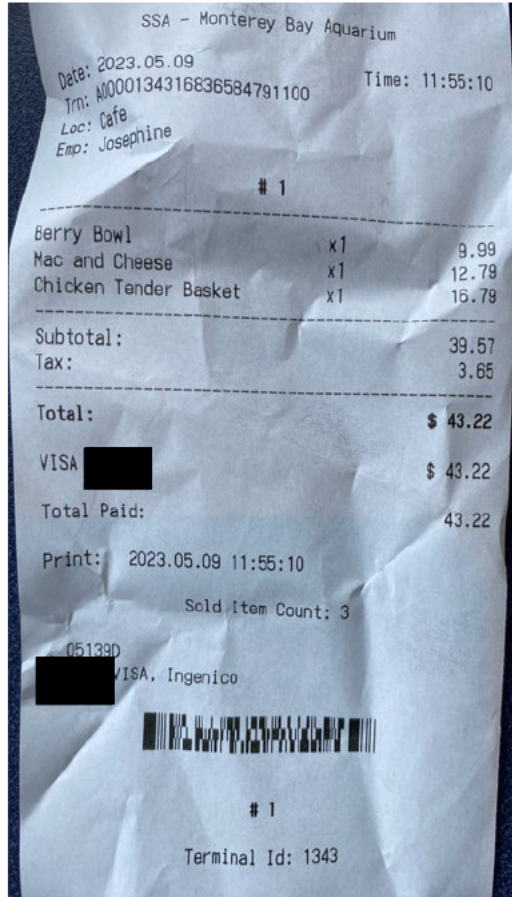 SSA - Monterey Bay Aquarium
Date: 2023.05.09 Time: 11:55:10
Trn: A00001343168365847911​00
Loc: Cafe
Emp: Josephine
# 1
Berry Bowl x1 9.99
Mac and Cheese x1 12.79
Chicken Tender Basket x1 16.79
Subtotal: 39.57
Tax: 3.65
Total: $ 43.22
VISA $ 43.22
Total Paid: 43.22
Print: 2023.05.09 11:55:10
Sold Item Count: 3
05139D
VISA, Ingenico
# 1
Terminal Id: 1343